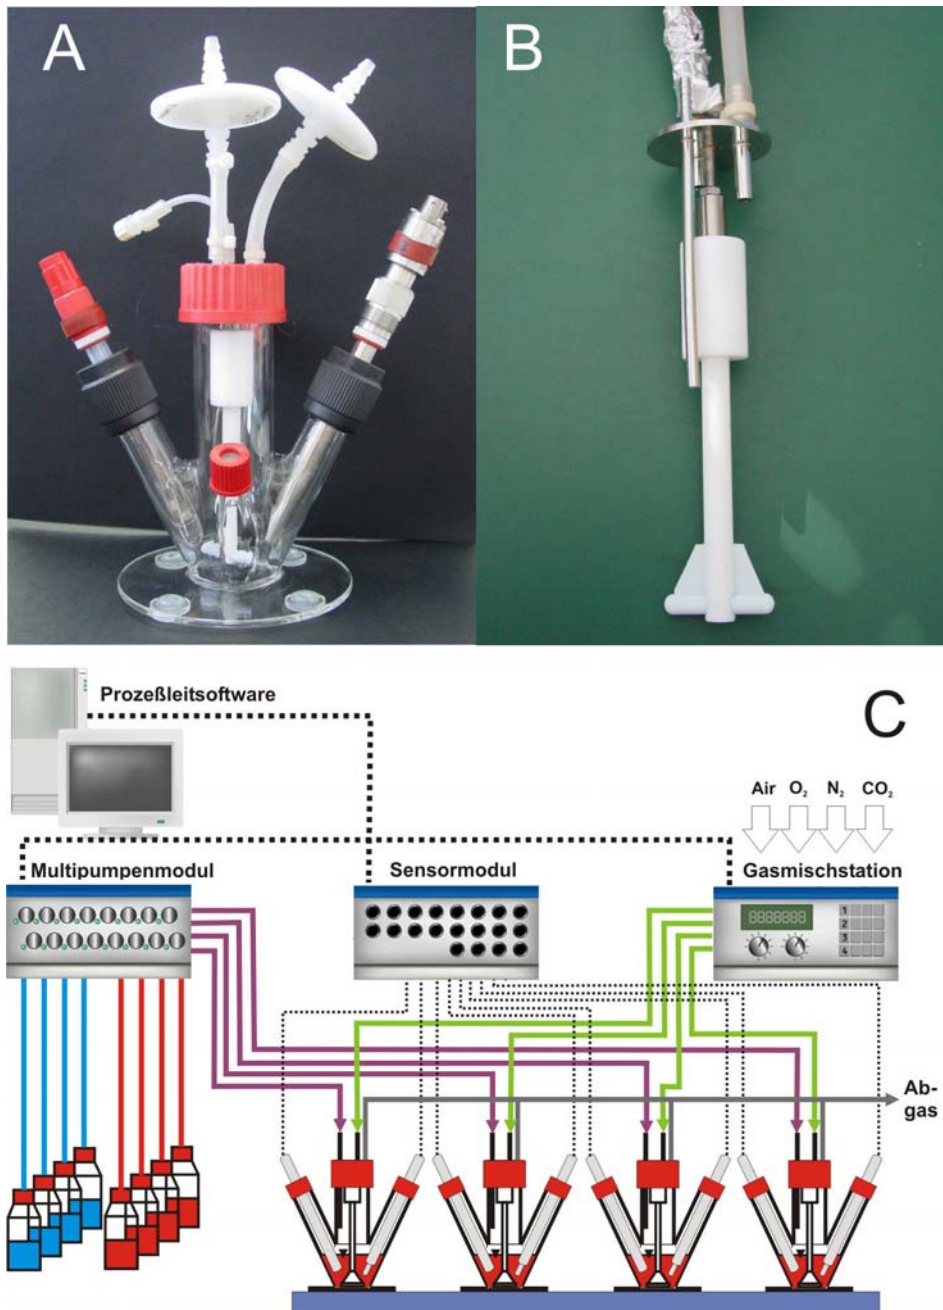 A
B
C
Prozeßleitsoftware
Air O₂ N₂ CO₂
Multipumpenmodul
Sensormodul
Gasmischstation
8888888
1
2
3
4
Ab-
gas